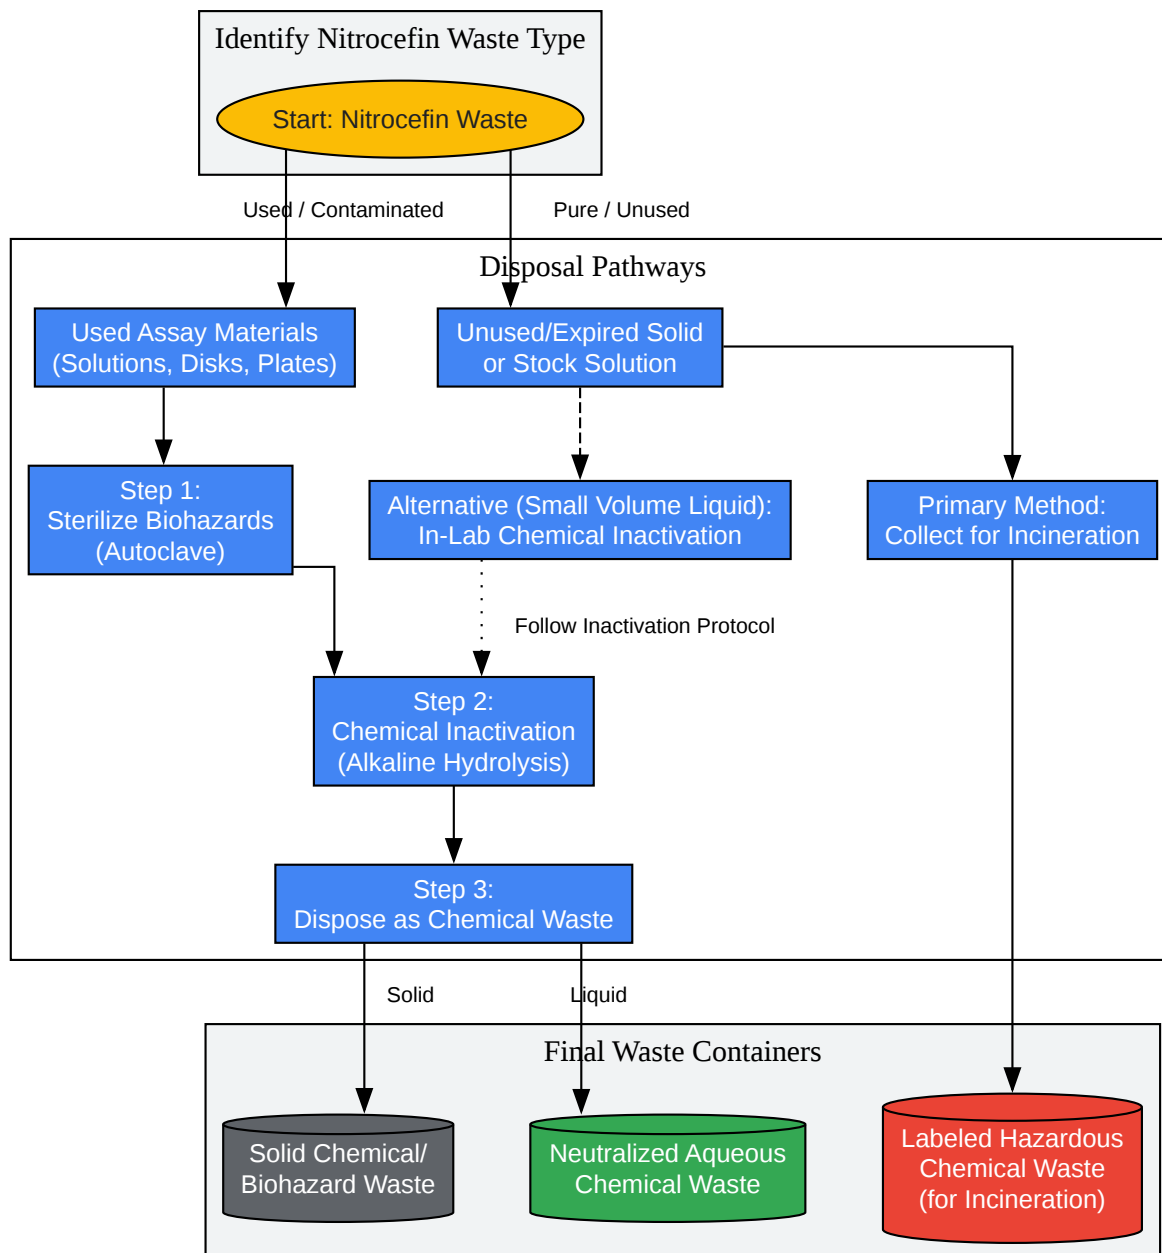 Identify Nitrocefin Waste Type
Start: Nitrocefin Waste
Used / Contaminated
Pure / Unused
Disposal Pathways
Used Assay Materials
(Solutions, Disks, Plates)
Unused/Expired Solid
or Stock Solution
Step 1:
Sterilize Biohazards
(Autoclave)
Alternative (Small Volume Liquid):
In-Lab Chemical Inactivation
Primary Method:
Collect for Incineration
Follow Inactivation Protocol
Step 2:
Chemical Inactivation
(Alkaline Hydrolysis)
Step 3:
Dispose as Chemical Waste
Solid
Liquid
Final Waste Containers
Solid Chemical/
Biohazard Waste
Neutralized Aqueous
Chemical Waste
Labeled Hazardous
Chemical Waste
(for Incineration)